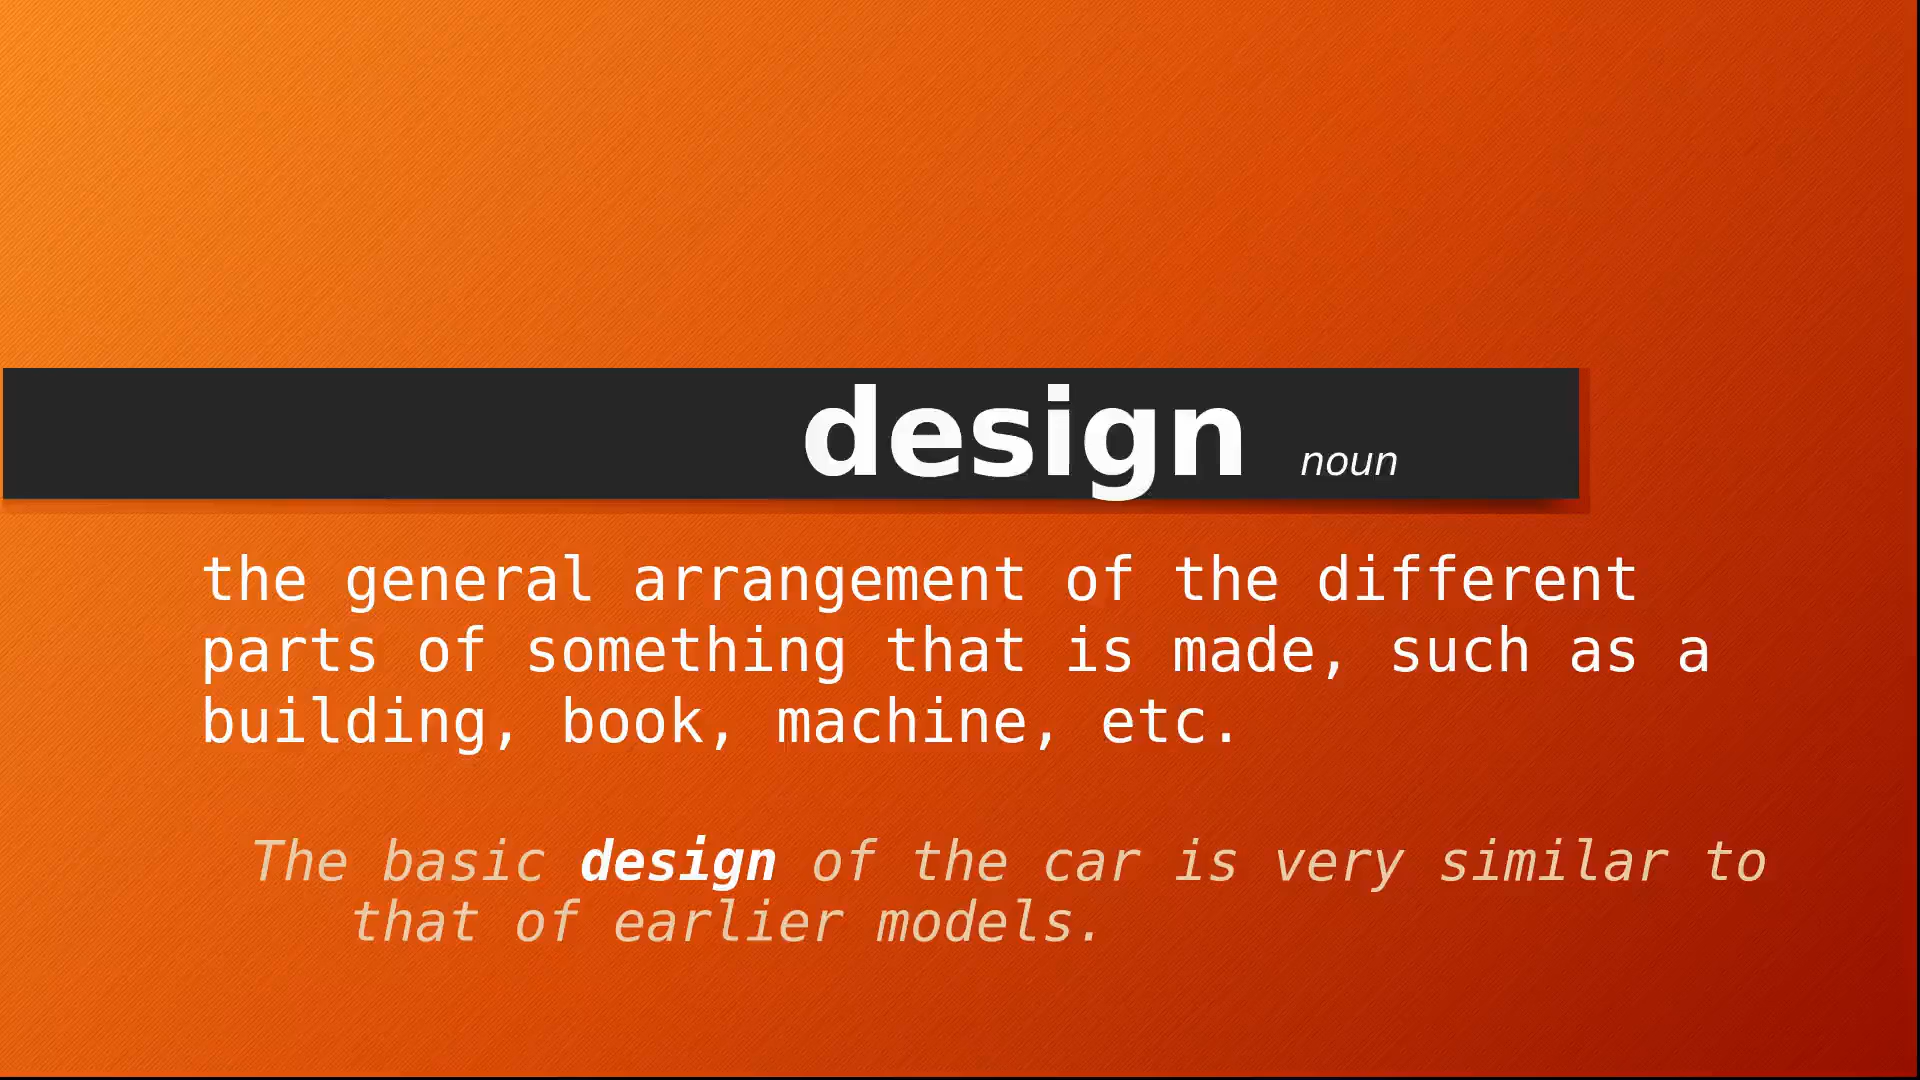 design noun
the general arrangement of the different
parts of something that is made, such as a
building, book, machine, etc.
The basic design of the car is very similar to
that of earlier models.